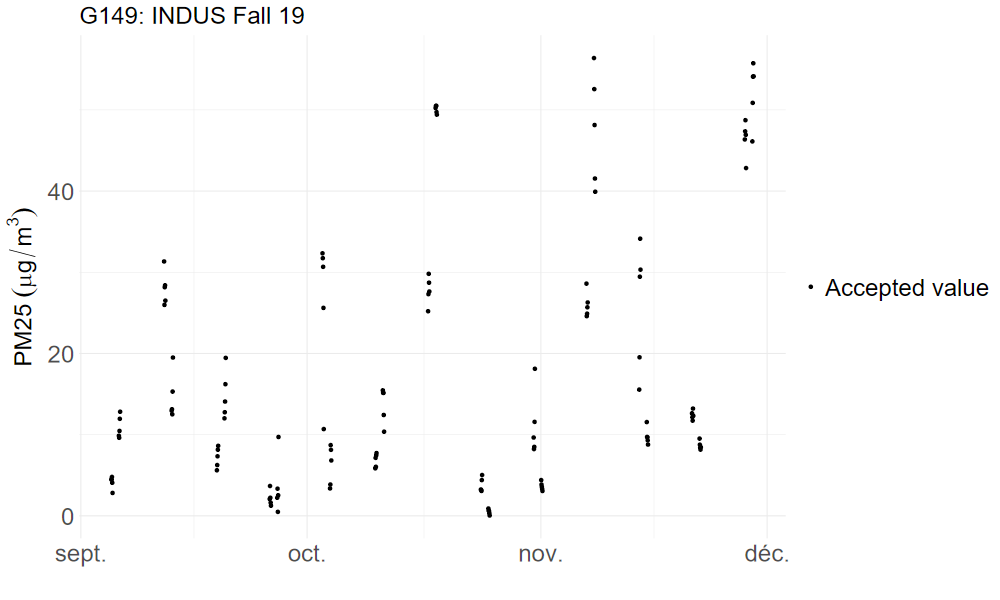 G149: INDUS Fall 19
PM25 (μg/m³)
40
20
0
sept.
oct.
nov.
déc.
Accepted value